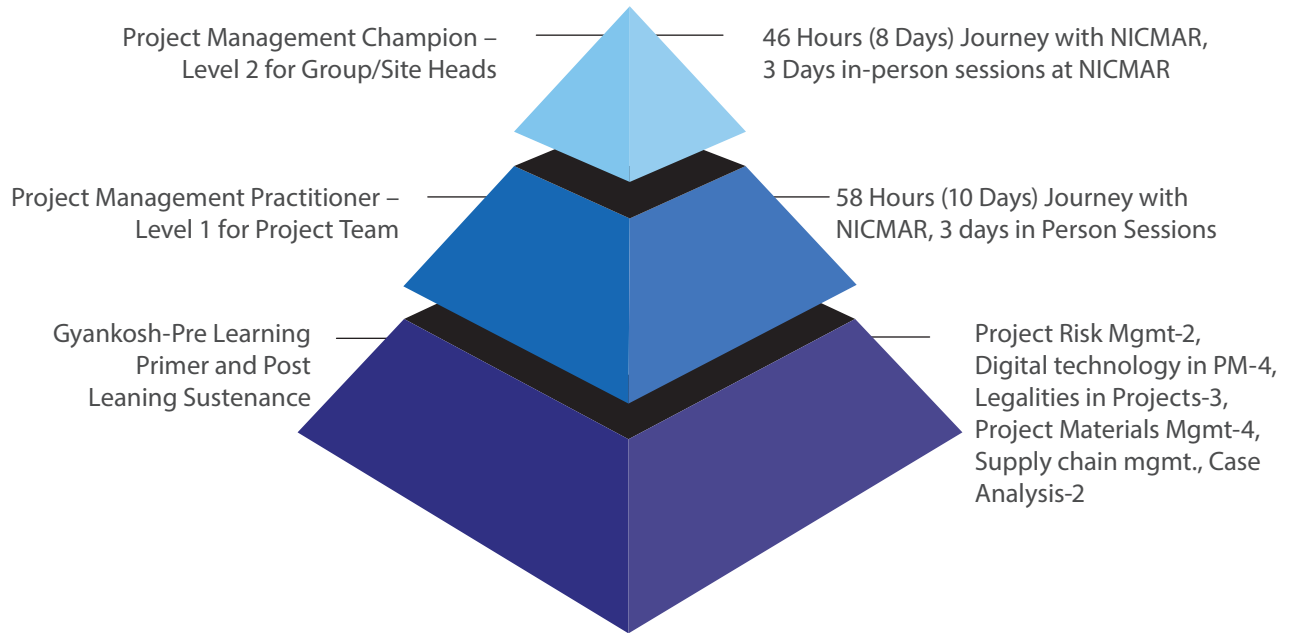 Project Management Champion –
Level 2 for Group/Site Heads
46 Hours (8 Days) Journey with NICMAR,
3 Days in-person sessions at NICMAR
Project Management Practitioner –
Level 1 for Project Team
58 Hours (10 Days) Journey with
NICMAR, 3 days in Person Sessions
Gyankosh-Pre Learning
Primer and Post
Leaning Sustenance
Project Risk Mgmt-2,
Digital technology in PM-4,
Legalities in Projects-3,
Project Materials Mgmt-4,
Supply chain mgmt., Case
Analysis-2